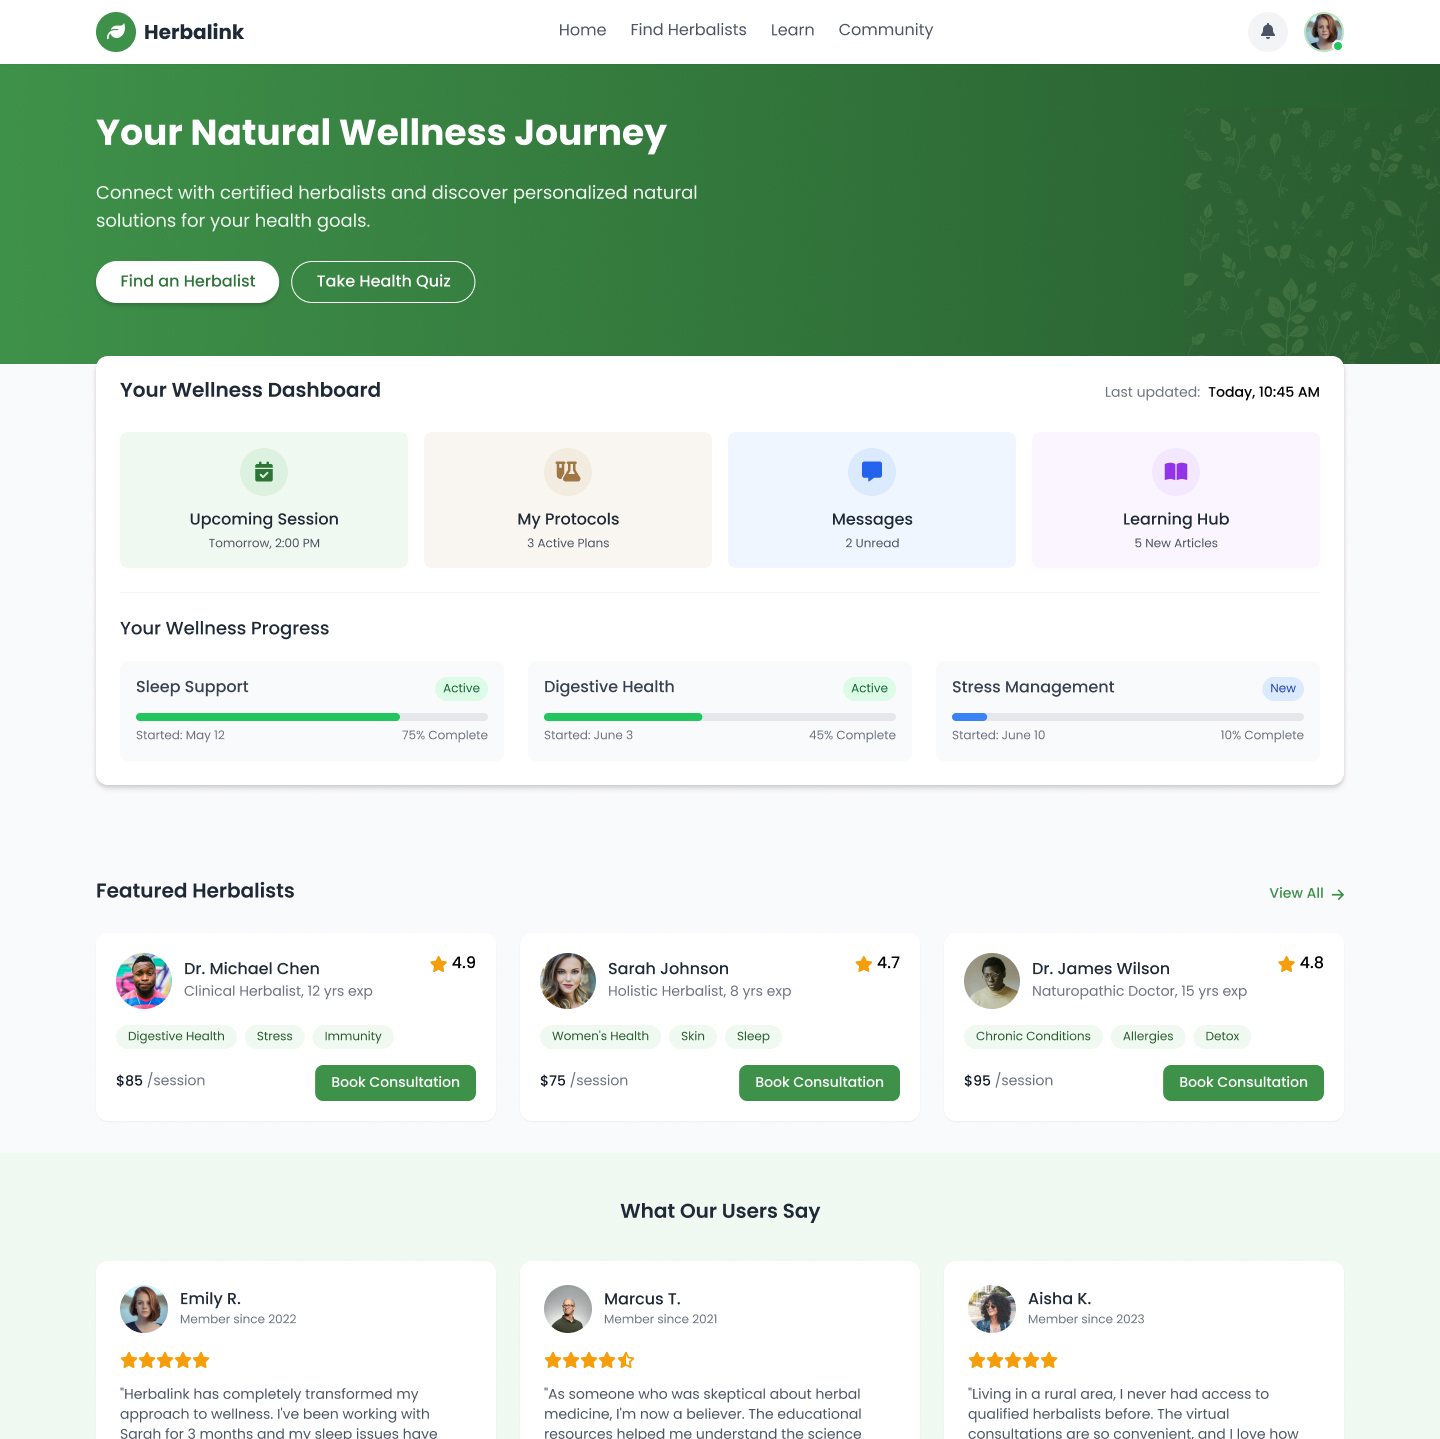 Herbalink
Home Find Herbalists Learn Community
Your Natural Wellness Journey
Connect with certified herbalists and discover personalized natural
solutions for your health goals.
Find an Herbalist Take Health Quiz
Your Wellness Dashboard
Last updated: Today, 10:45 AM
Upcoming Session
Tomorrow, 2:00 PM
My Protocols
3 Active Plans
Messages
2 Unread
Learning Hub
5 New Articles
Your Wellness Progress
Sleep Support Active
Started: May 12 75% Complete
Digestive Health Active
Started: June 3 45% Complete
Stress Management New
Started: June 10 10% Complete
Featured Herbalists
View All
Dr. Michael Chen 4.9
Clinical Herbalist, 12 yrs exp
Digestive Health Stress Immunity
$85 /session Book Consultation
Sarah Johnson 4.7
Holistic Herbalist, 8 yrs exp
Women's Health Skin Sleep
$75 /session Book Consultation
Dr. James Wilson 4.8
Naturopathic Doctor, 15 yrs exp
Chronic Conditions Allergies Detox
$95 /session Book Consultation
What Our Users Say
Emily R.
Member since 2022
"Herbalink has completely transformed my
approach to wellness. I've been working with
Sarah for 3 months and my sleep issues have
Marcus T.
Member since 2021
"As someone who was skeptical about herbal
medicine, I'm now a believer. The educational
resources helped me understand the science
Aisha K.
Member since 2023
"Living in a rural area, I never had access to
qualified herbalists before. The virtual
consultations are so convenient, and I love how